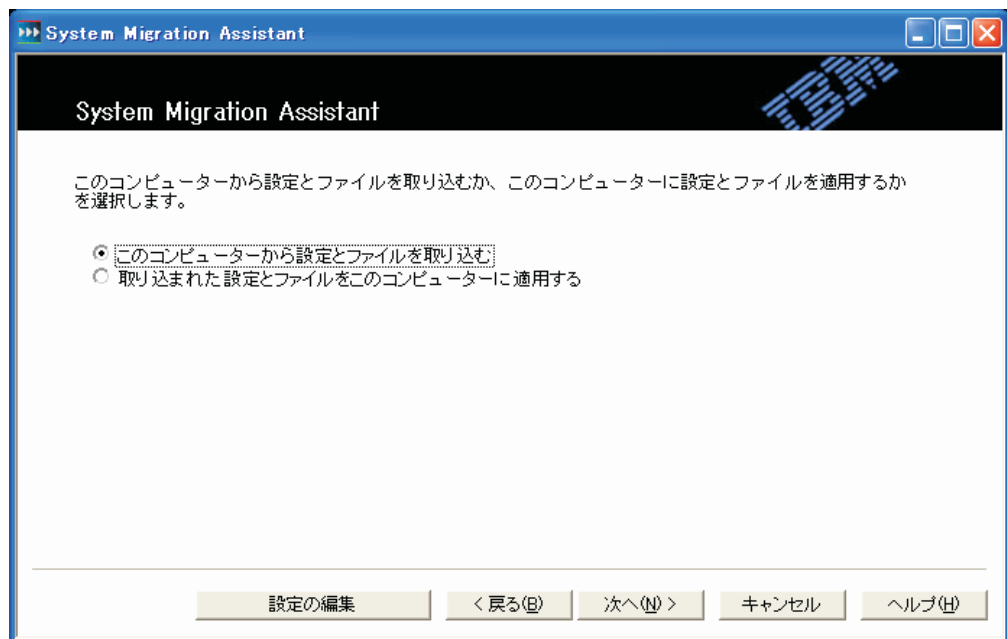 System Migration Assistant
System Migration Assistant
IBM
このコンピューターから設定とファイルを取り込むか、このコンピューターに設定とファイルを適用するか
を選択します。
このコンピューターから設定とファイルを取り込む
取り込まれた設定とファイルをこのコンピューターに適用する
設定の編集
< 戻る(B)
次へ(N) >
キャンセル
ヘルプ(H)